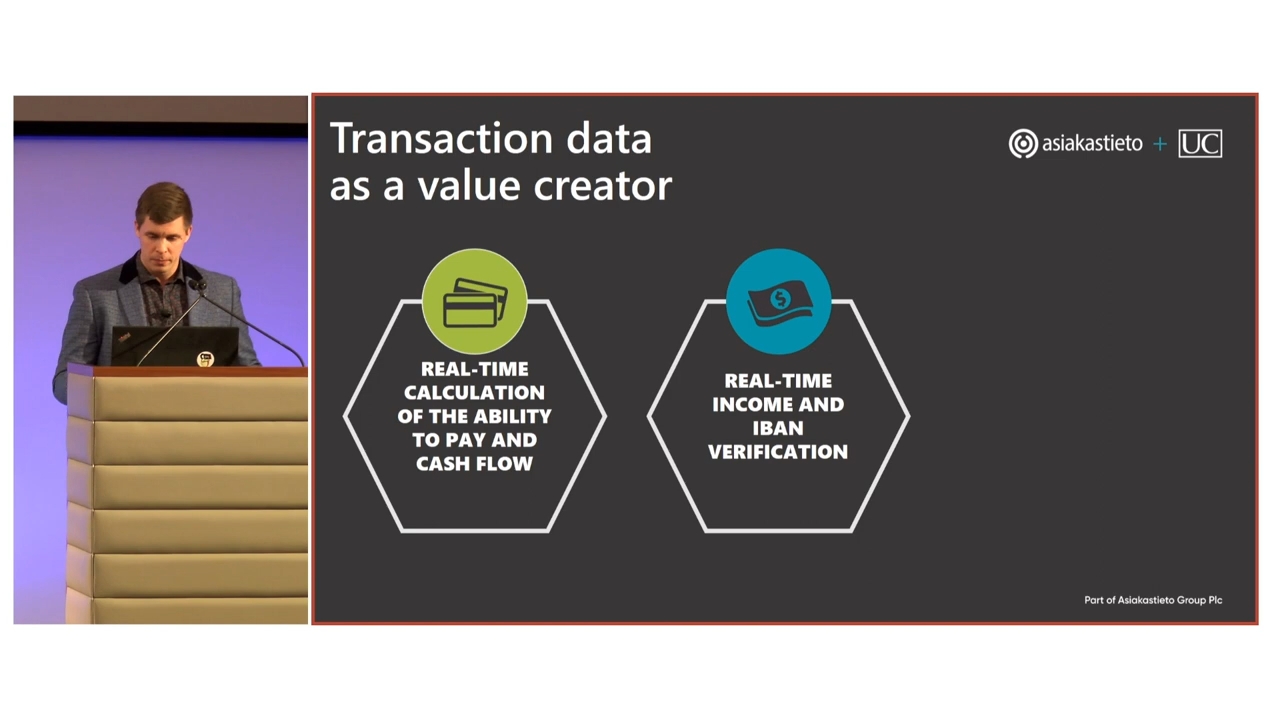 Transaction data
as a value creator
asiakastieto + UC
REAL-TIME
CALCULATION
OF THE ABILITY
TO PAY AND
CASH FLOW
REAL-TIME
INCOME AND
IBAN
VERIFICATION
Part of Asiakastieto Group Plc